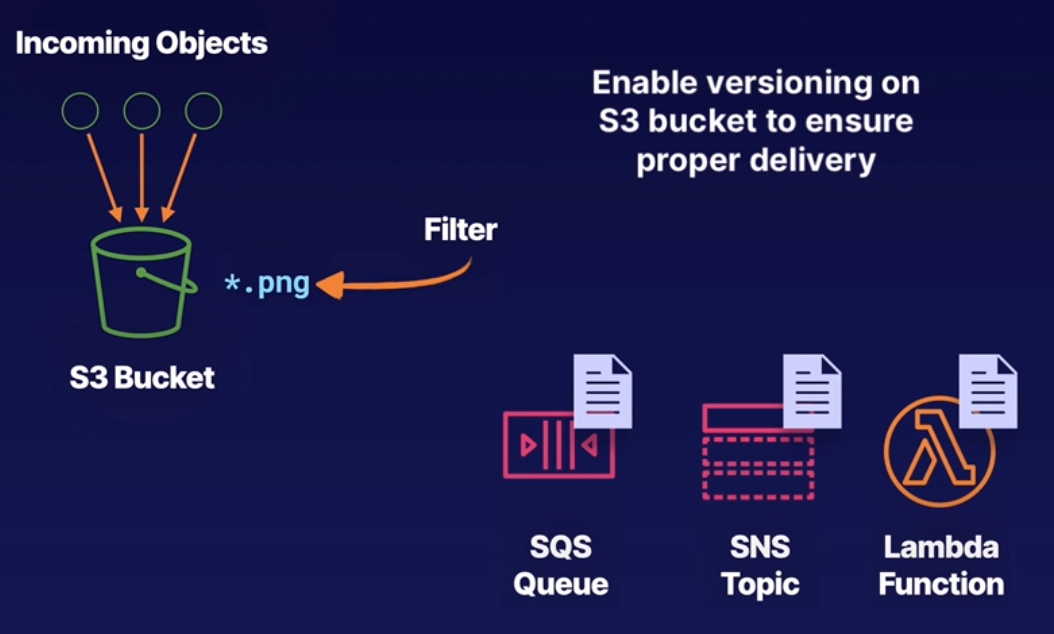 Incoming Objects
Enable versioning on
S3 bucket to ensure
proper delivery
Filter
*.png
S3 Bucket
SQS
Queue
SNS
Topic
Lambda
Function